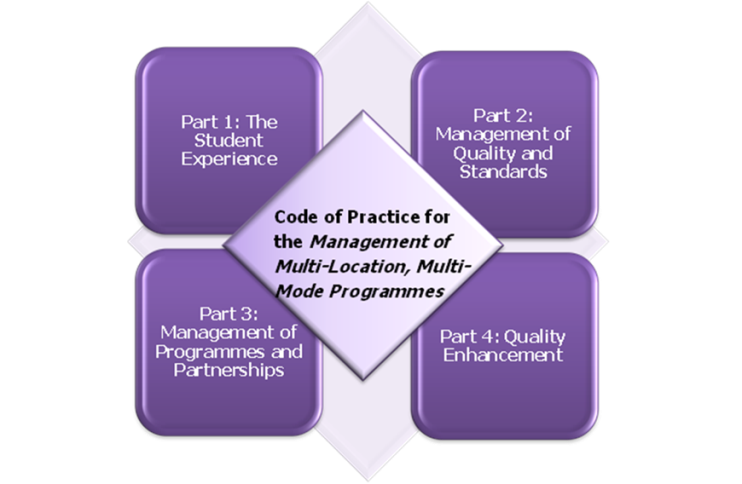 Part 1: The
Student
Experience
Part 2:
Management of
Quality and
Standards
Code of Practice for
the Management of
Multi-Location, Multi-
Mode Programmes
Part 3:
Management of
Programmes and
Partnerships
Part 4: Quality
Enhancement